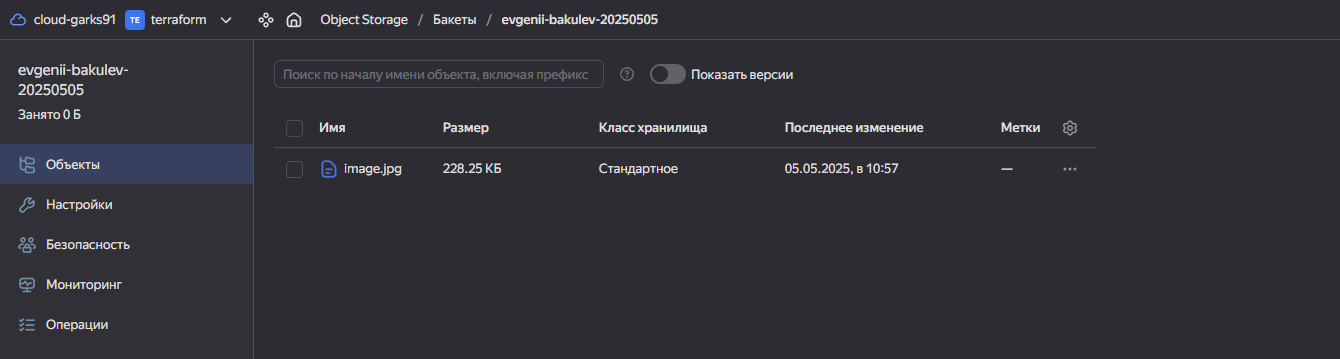 cloud-garks91 TE terraform Object Storage / Бакеты / evgenii-bakulev-20250505
evgenii-bakulev-
20250505
Занято 0 Б
Объекты
Настройки
Безопасность
Мониторинг
Операции
Поиск по началу имени объекта, включая префикс ? Показать версии
Имя Размер Класс хранилища Последнее изменение Метки
image.jpg 228.25 КБ Стандартное 05.05.2025, в 10:57 —